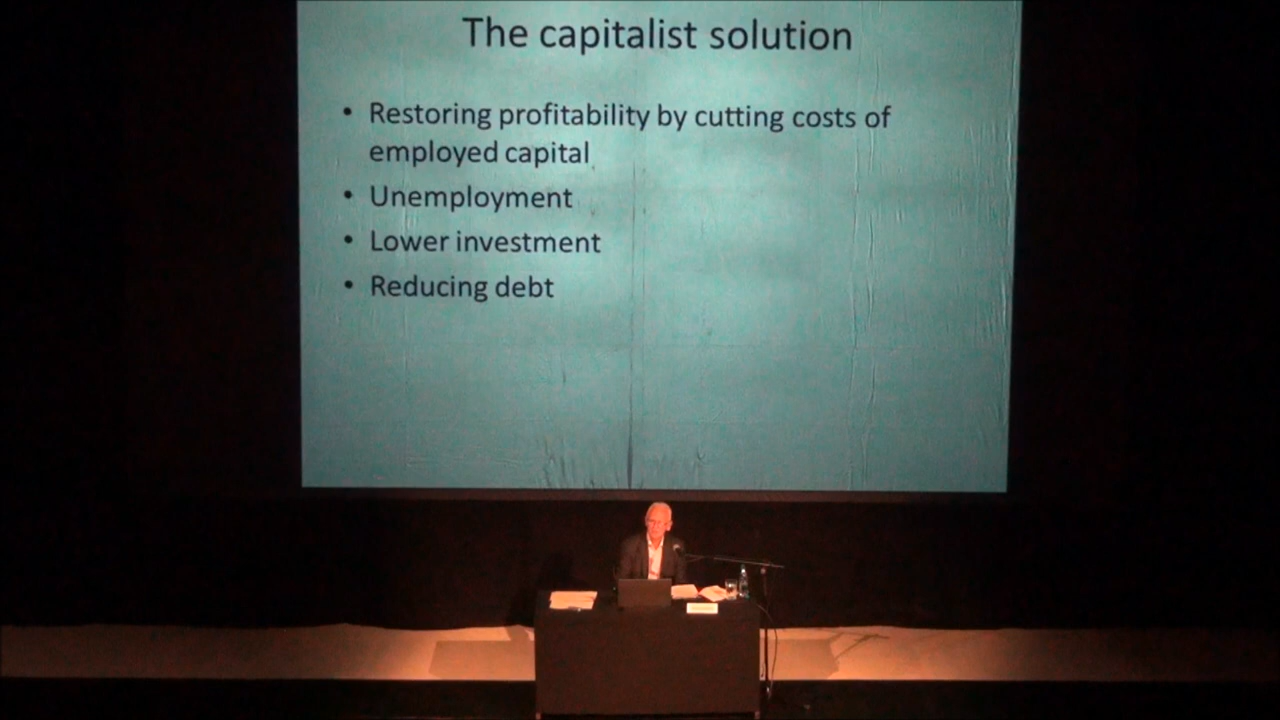 The capitalist solution
• Restoring profitability by cutting costs of
employed capital
• Unemployment
• Lower investment
• Reducing debt